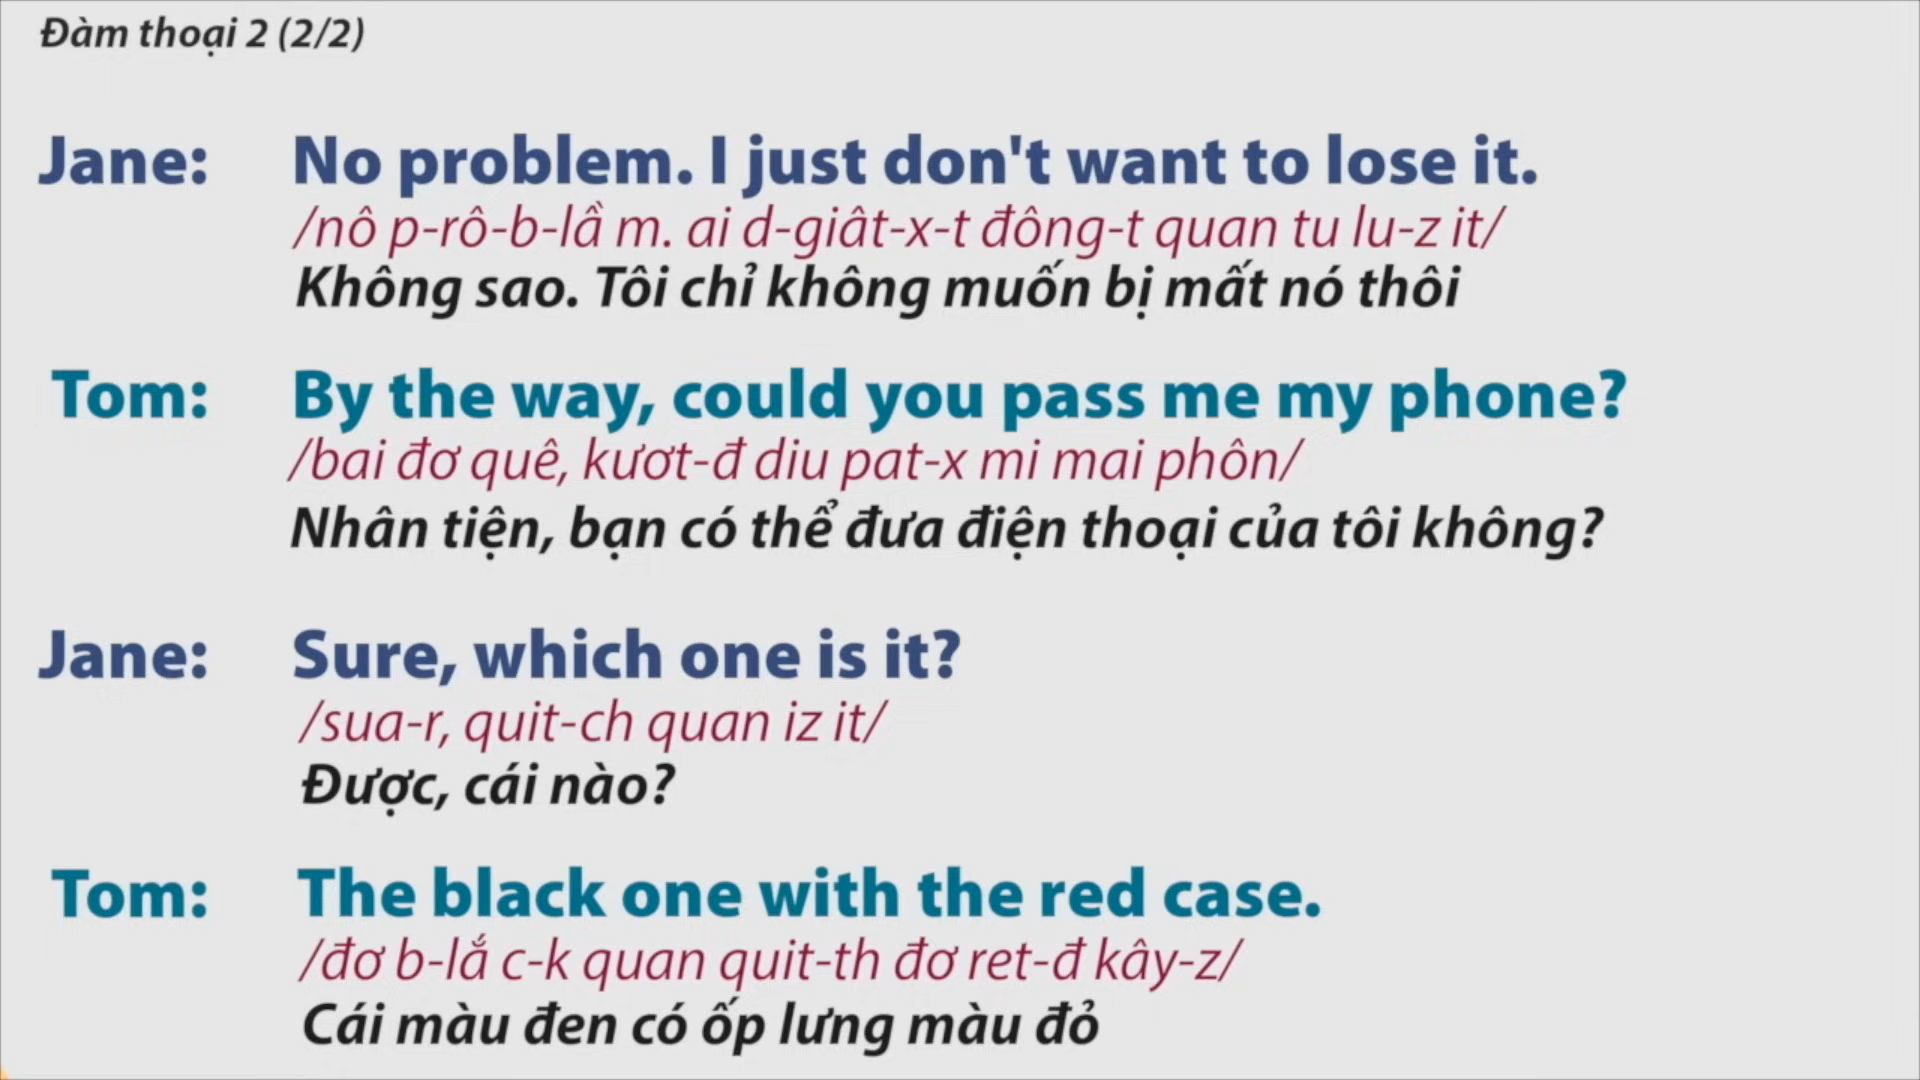 Đàm thoại 2 (2/2)
Jane: No problem. I just don't want to lose it.
/nô p-rô-b-lầ m. ai d-giât-x-t đông-t quan tu lu-z it/
Không sao. Tôi chỉ không muốn bị mất nó thôi
Tom: By the way, could you pass me my phone?
/bai đơ quê, kươt-đ diu pat-x mi mai phôn/
Nhân tiện, bạn có thể đưa điện thoại của tôi không?
Jane: Sure, which one is it?
/sua-r, quit-ch quan iz it/
Được, cái nào?
Tom: The black one with the red case.
/đơ b-lắ c-k quan quit-th đơ ret-đ kây-z/
Cái màu đen có ốp lưng màu đỏ